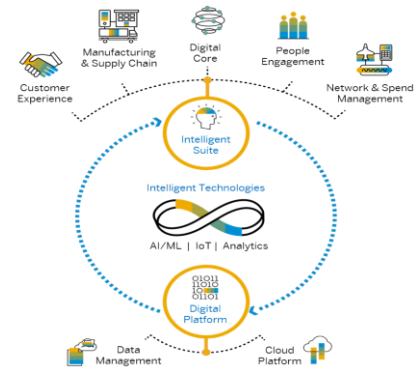 Customer
Experience
Manufacturing
& Supply Chain
Digital
Core
People
Engagement
Network & Spend
Management
Intelligent
Suite
Intelligent Technologies
AI/ML | IoT | Analytics
01011
11010
10 0
01101
Digital
Platform
Data
Management
Cloud
Platform